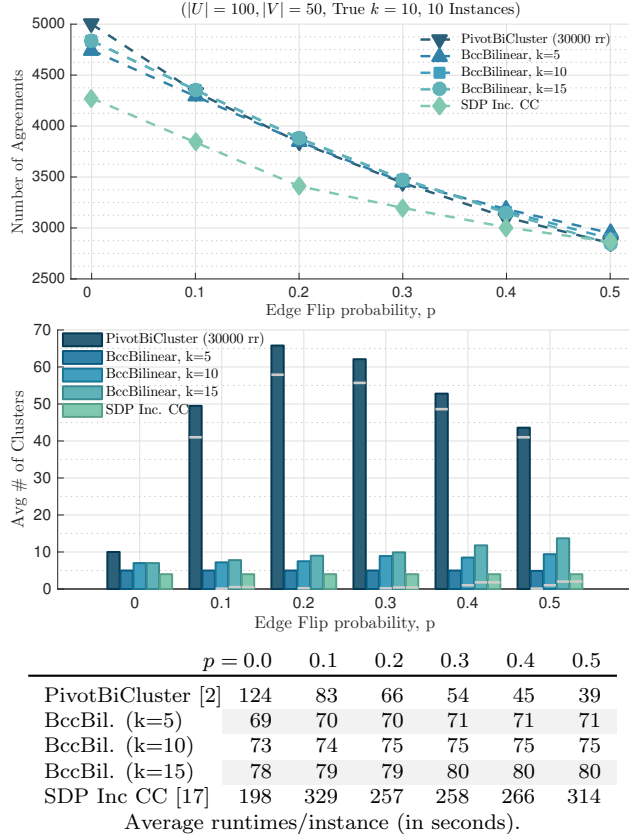 (|U| = 100, |V| = 50, True k = 10, 10 Instances)
5000
4500
4000
3500
3000
2500
Number of Agreements
PivotBiCluster (30000 rr)
BccBilinear, k=5
BccBilinear, k=10
BccBilinear, k=15
SDP Inc. CC
0 0.1 0.2 0.3 0.4 0.5
Edge Flip probability, p
70
60
50
40
30
20
10
0
Avg # of Clusters
PivotBiCluster (30000 rr)
BccBilinear, k=5
BccBilinear, k=10
BccBilinear, k=15
SDP Inc. CC
0 0.1 0.2 0.3 0.4 0.5
Edge Flip probability, p
p = 0.0 0.1 0.2 0.3 0.4 0.5
PivotBiCluster [2] 124 83 66 54 45 39
BccBil. (k=5) 69 70 70 71 71 71
BccBil. (k=10) 73 74 75 75 75 75
BccBil. (k=15) 78 79 79 80 80 80
SDP Inc CC [17] 198 329 257 258 266 314
Average runtimes/instance (in seconds).